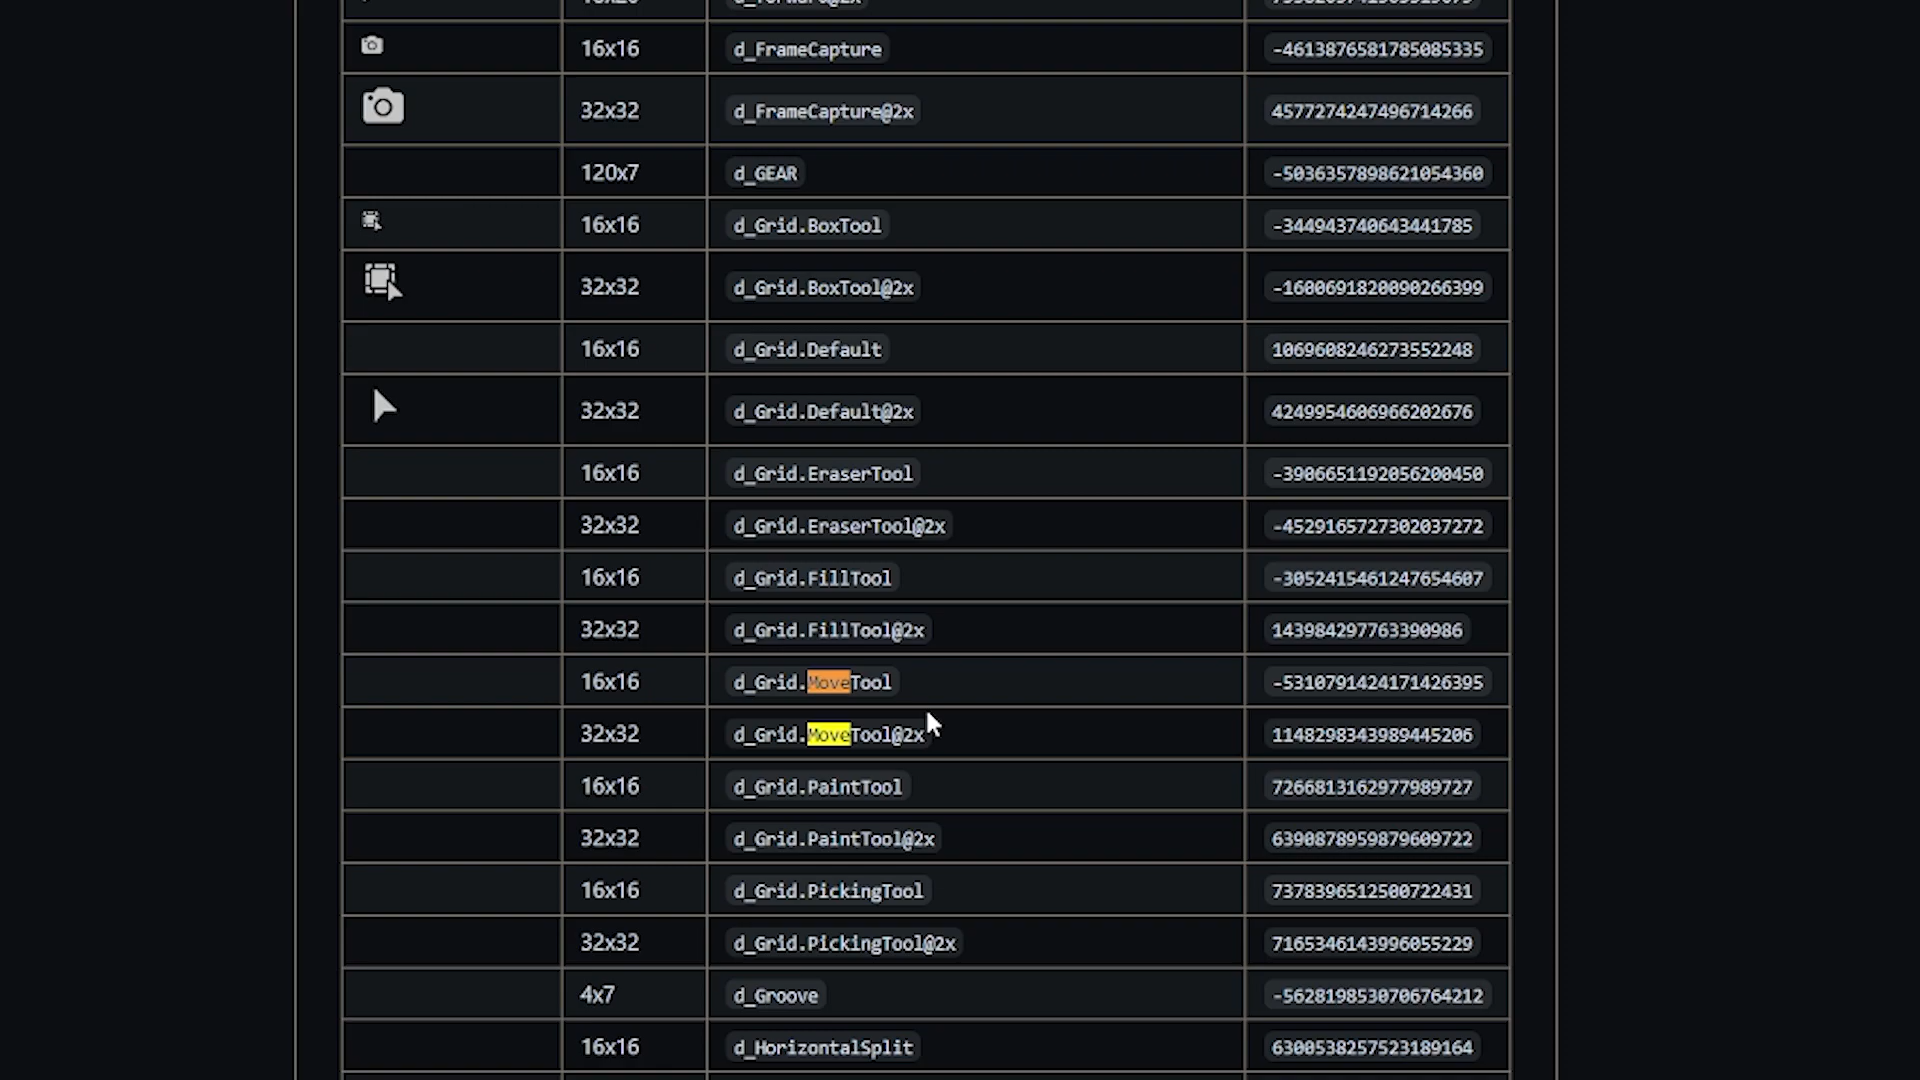 16x16 d_FrameCapture -4613876581785085335
32x32 d_FrameCapture@2x 4577274247496714266
120x7 d_GEAR -5036357898621054360
16x16 d_Grid.BoxTool -344943740643441785
32x32 d_Grid.BoxTool@2x -1600691820090266399
16x16 d_Grid.Default 1069608246273552248
32x32 d_Grid.Default@2x 4249954606966202676
16x16 d_Grid.EraserTool -3906651192056200450
32x32 d_Grid.EraserTool@2x -4529165727302037272
16x16 d_Grid.FillTool -3052415461247654607
32x32 d_Grid.FillTool@2x 143984297763390986
16x16 d_Grid.MoveTool -5310791424171426395
32x32 d_Grid.MoveTool@2x 1148298343989445206
16x16 d_Grid.PaintTool 7266813162977989727
32x32 d_Grid.PaintTool@2x 6390878959879609722
16x16 d_Grid.PickingTool 7378396512500722431
32x32 d_Grid.PickingTool@2x 7165346143996055229
4x7 d_Groove -5628198530706764212
16x16 d_HorizontalSplit 6300538257523189164